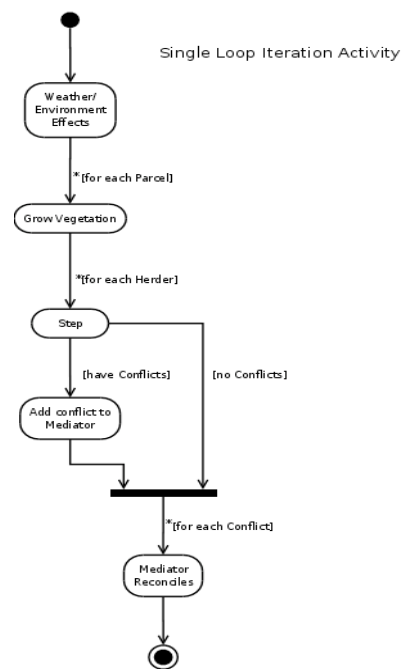 Single Loop Iteration Activity
Weather/
Environment
Effects
*[for each Parcel]
Grow Vegetation
*[for each Herder]
Step
[have Conflicts]
[no Conflicts]
Add conflict to
Mediator
*[for each Conflict]
Mediator
Reconciles